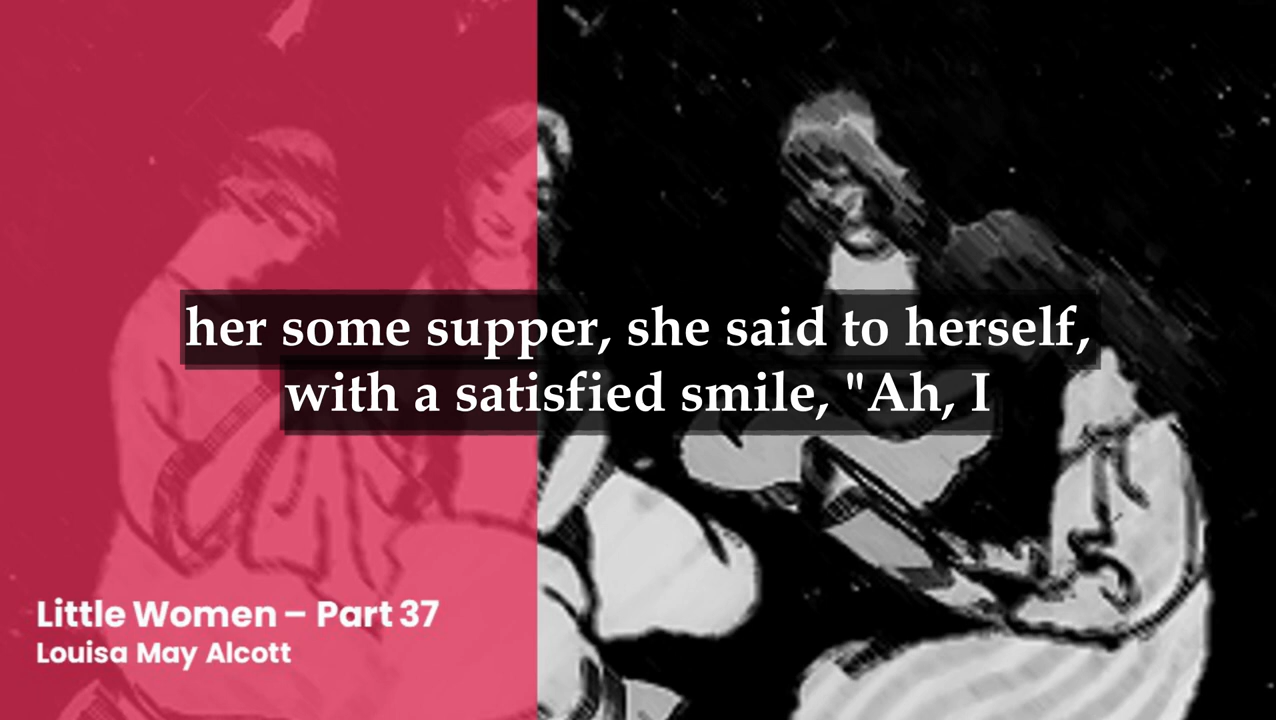 her some supper, she said to herself,
with a satisfied smile, "Ah, I
Little Women – Part 37
Louisa May Alcott